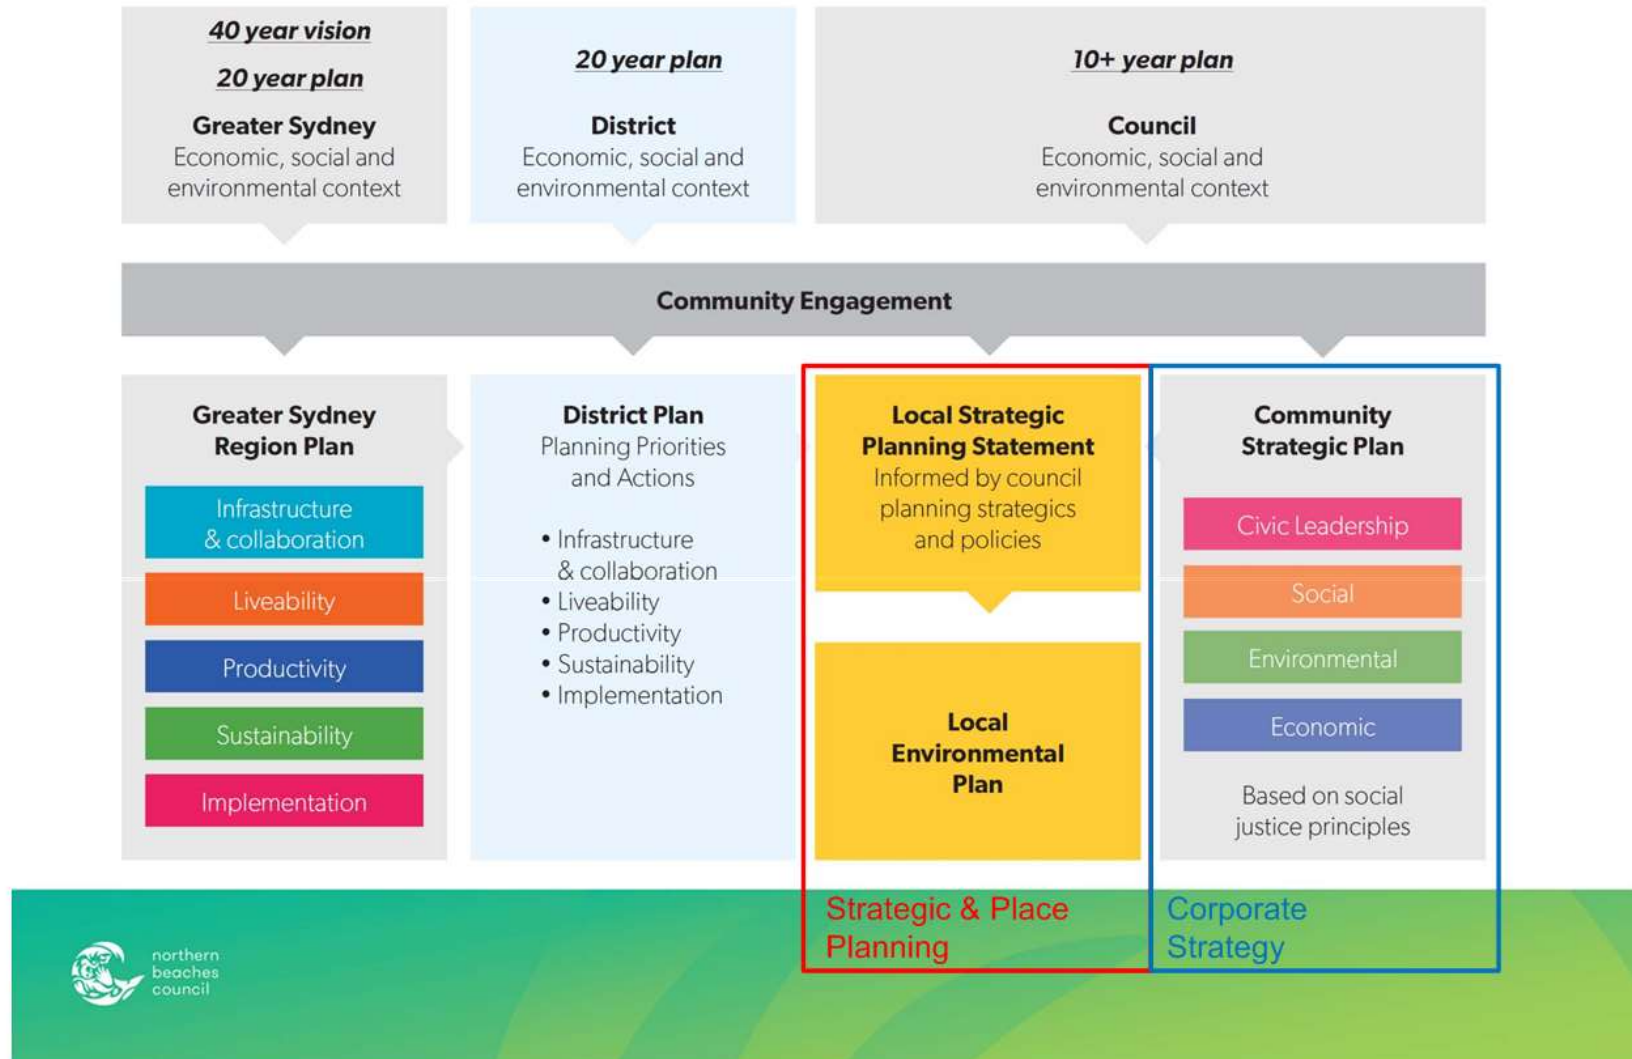 40 year vision
20 year plan
Greater Sydney
Economic, social and
environmental context
20 year plan
District
Economic, social and
environmental context
10+ year plan
Council
Economic, social and
environmental context
Community Engagement
Greater Sydney
Region Plan
Infrastructure
& collaboration
Liveability
Productivity
Sustainability
Implementation
District Plan
Planning Priorities
and Actions
• Infrastructure
& collaboration
• Liveability
• Productivity
• Sustainability
• Implementation
Local Strategic
Planning Statement
Informed by council
planning strategics
and policies
Local
Environmental
Plan
Community
Strategic Plan
Civic Leadership
Social
Environmental
Economic
Based on social
justice principles
Strategic & Place
Planning
Corporate
Strategy
northern
beaches
council